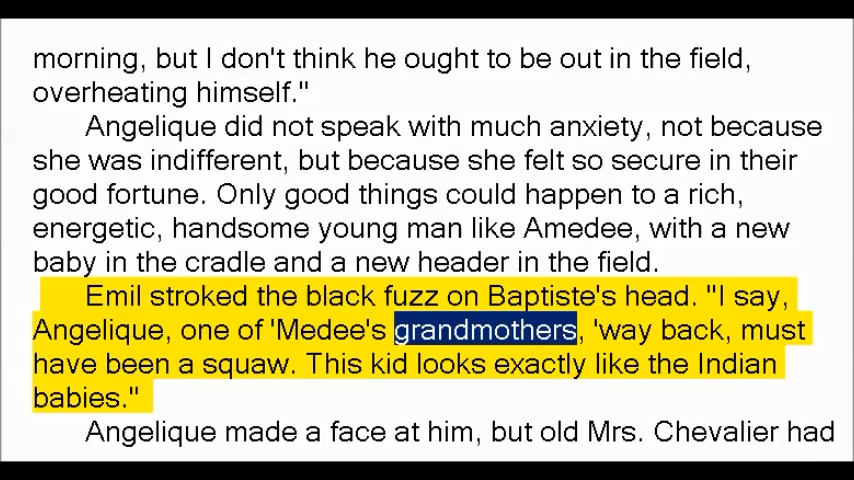 morning, but I don't think he ought to be out in the field,
overheating himself."
Angelique did not speak with much anxiety, not because
she was indifferent, but because she felt so secure in their
good fortune. Only good things could happen to a rich,
energetic, handsome young man like Amedee, with a new
baby in the cradle and a new header in the field.
Emil stroked the black fuzz on Baptiste's head. "I say,
Angelique, one of 'Medee's grandmothers, 'way back, must
have been a squaw. This kid looks exactly like the Indian
babies."
Angelique made a face at him, but old Mrs. Chevalier had